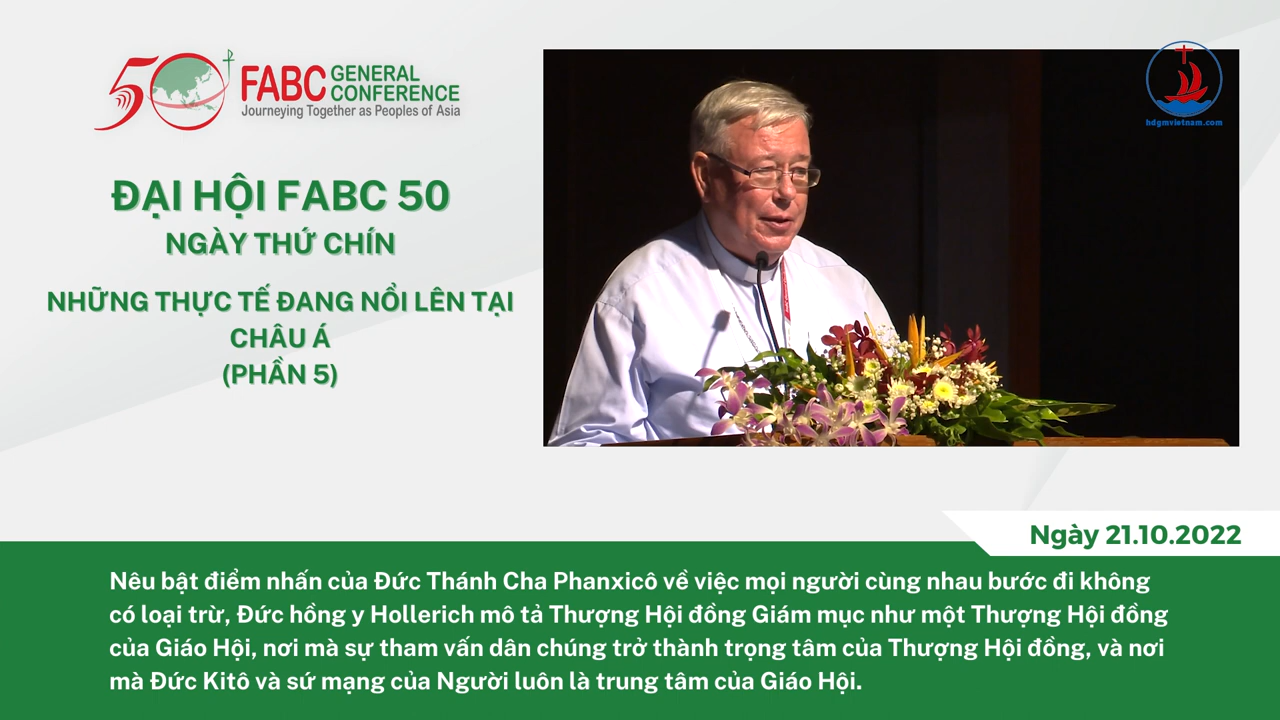 50 FABC GENERAL
CONFERENCE
Journeying Together as Peoples of Asia
ĐẠI HỘI FABC 50
NGÀY THỨ CHÍN
NHỮNG THỰC TẾ ĐANG NỔI LÊN TẠI
CHÂU Á
(PHẦN 5)
hdgmvietnam.com
Ngày 21.10.2022
Nêu bật điểm nhấn của Đức Thánh Cha Phanxicô về việc mọi người cùng nhau bước đi không
có loại trừ, Đức hồng y Hollerich mô tả Thượng Hội đồng Giám mục như một Thượng Hội đồng
của Giáo Hội, nơi mà sự tham vấn dân chúng trở thành trọng tâm của Thượng Hội đồng, và nơi
mà Đức Kitô và sứ mạng của Người luôn là trung tâm của Giáo Hội.